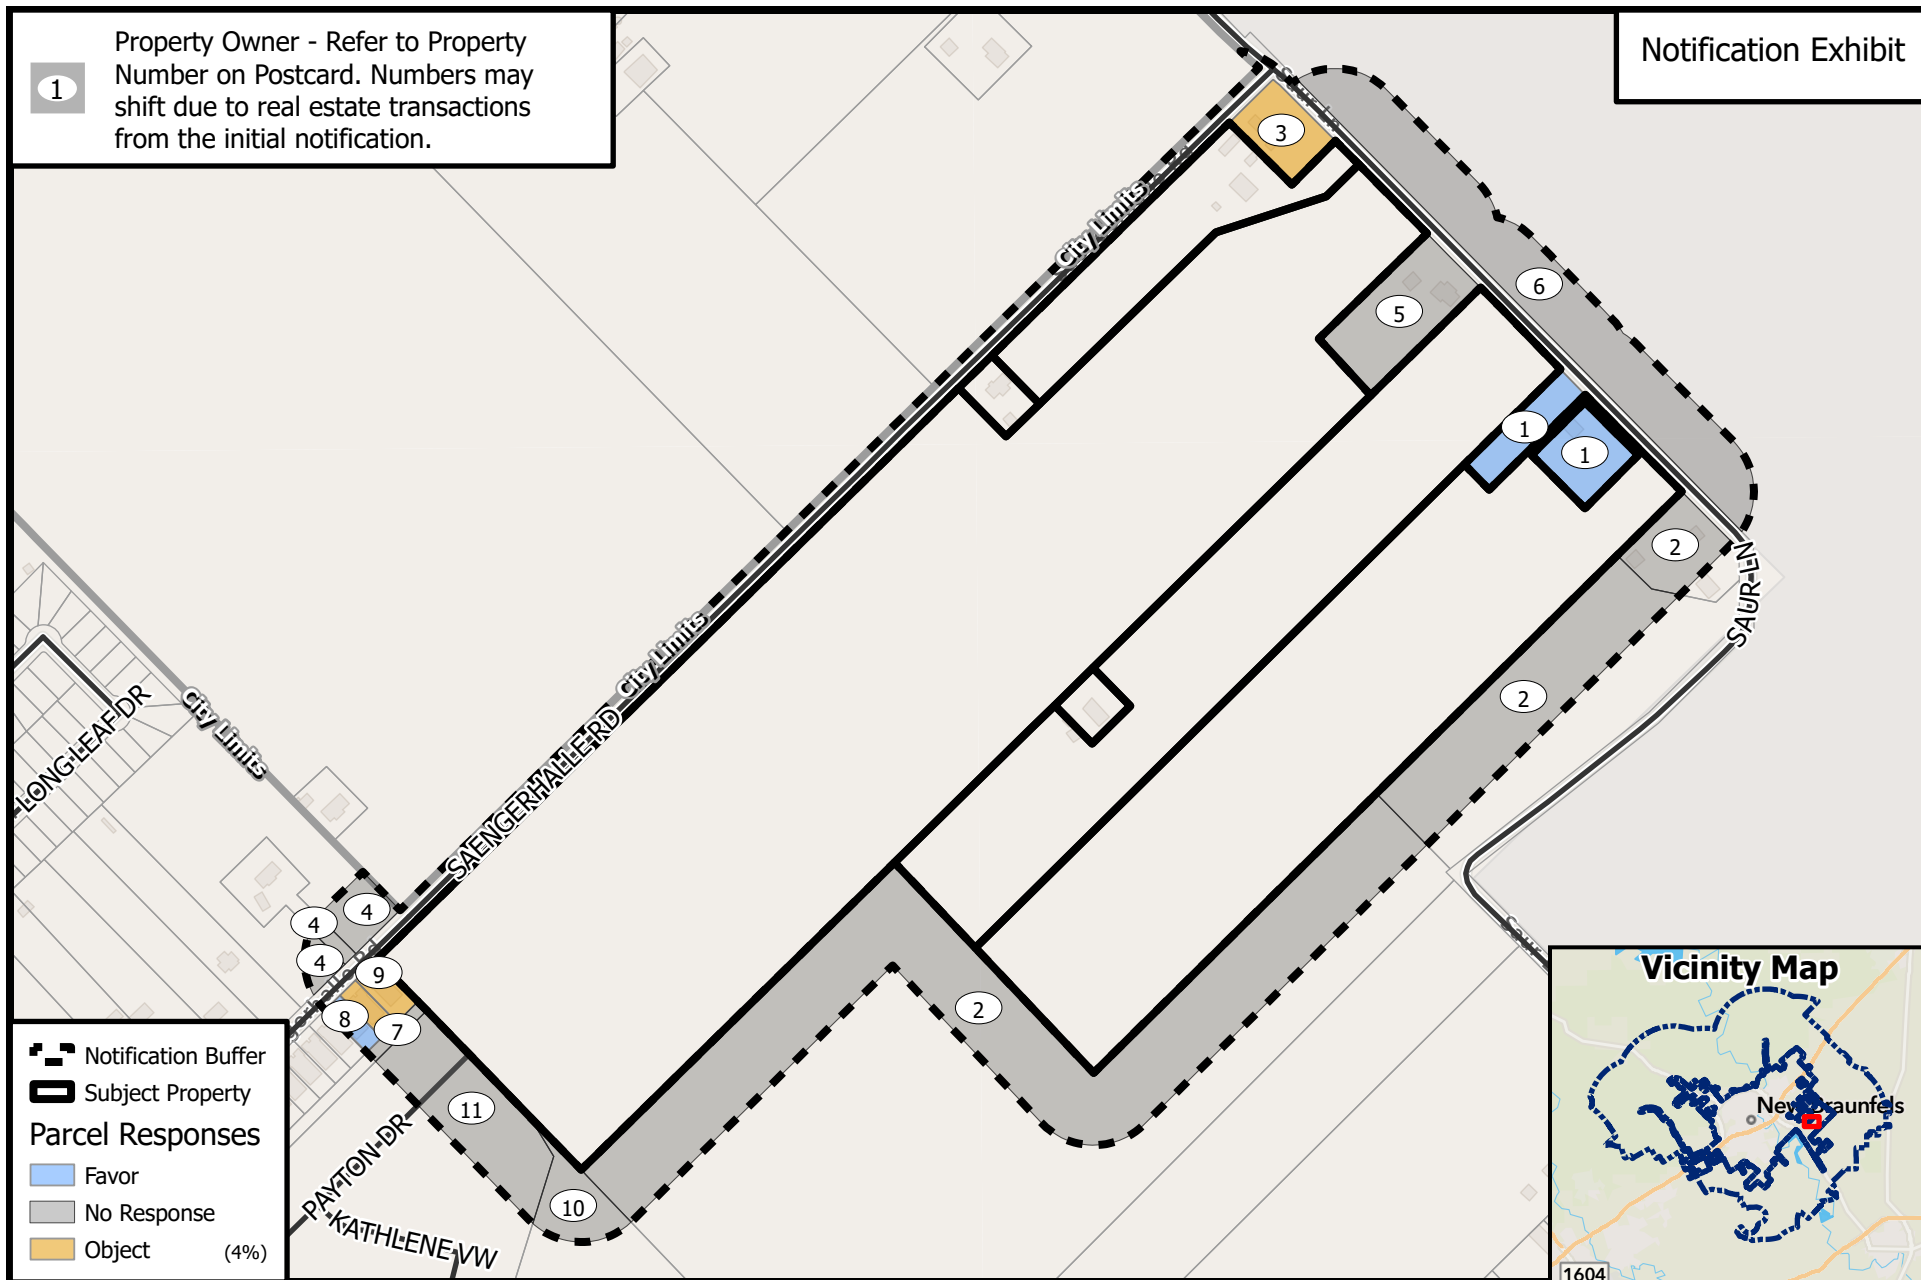 1
Property Owner - Refer to Property
Number on Postcard. Numbers may
shift due to real estate transactions
from the initial notification.
Notification Exhibit
3
City Limits
6
5
1
1
2
SAUR LN
City Limits
2
SAENGERHALLE RD
City Limits
LONG LEAF DR
4
4
4
9
8
7
2
11
10
PAYTON DR
KATHLENE VW
Notification Buffer
Subject Property
Parcel Responses
Favor
No Response
Object (4%)
Vicinity Map
New Braunfels
1604